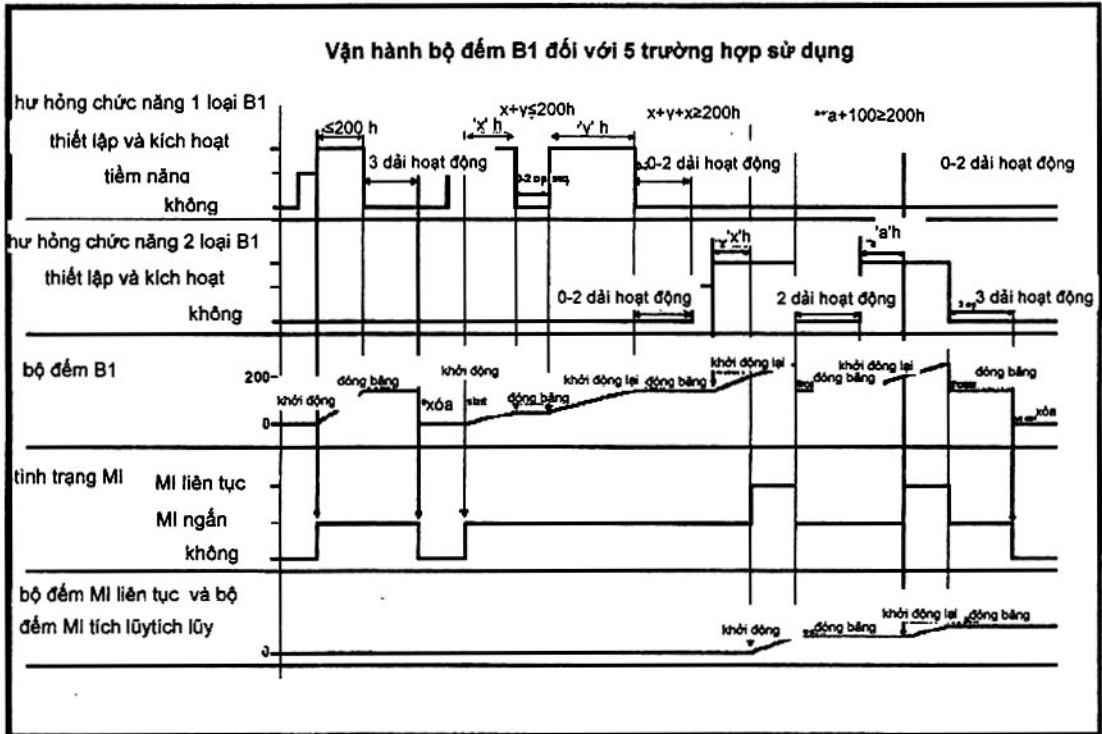 Vận hành bộ đếm B1 đối với 5 trường hợp sử dụng
hư hỏng chức năng 1 loại B1
thiết lập và kích hoạt
tiềm năng
không
≤200 h
3 dải hoạt động
x+y≤200h
'x' h
'y' h
x+y+x≥200h
0-2 dải hoạt động
a+100≥200h
0-2 dải hoạt động
hư hỏng chức năng 2 loại B1
thiết lập và kích hoạt
không
0-2 dải hoạt động
'x'h
2 dải hoạt động
'a'h
3 dải hoạt động
bộ đếm B1
200
0
khởi động
đóng băng
xóa
khởi động
start
đóng băng
khởi động lại
đóng băng
khởi động lại
đóng băng
khởi động lại
đóng băng
xóa
tình trạng MI
MI liên tục
MI ngắn
không
bộ đếm MI liên tục và bộ
đếm MI tích lũytích lũy
0
khởi động
đóng băng
khởi động lại
đóng băng